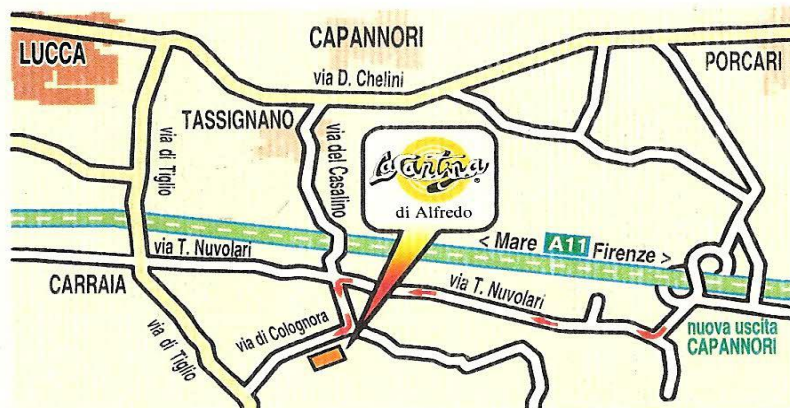 LUCCA
CAPANNORI
via D. Chelini
PORCARI
TASSIGNANO
via di Tiglio
via del Casalino
la Cantina
®
di Alfredo
< Mare A11 Firenze >
via T. Nuvolari
CARRAIA
via T. Nuvolari
via di Tiglio
via di Colognora
nuova uscita
CAPANNORI